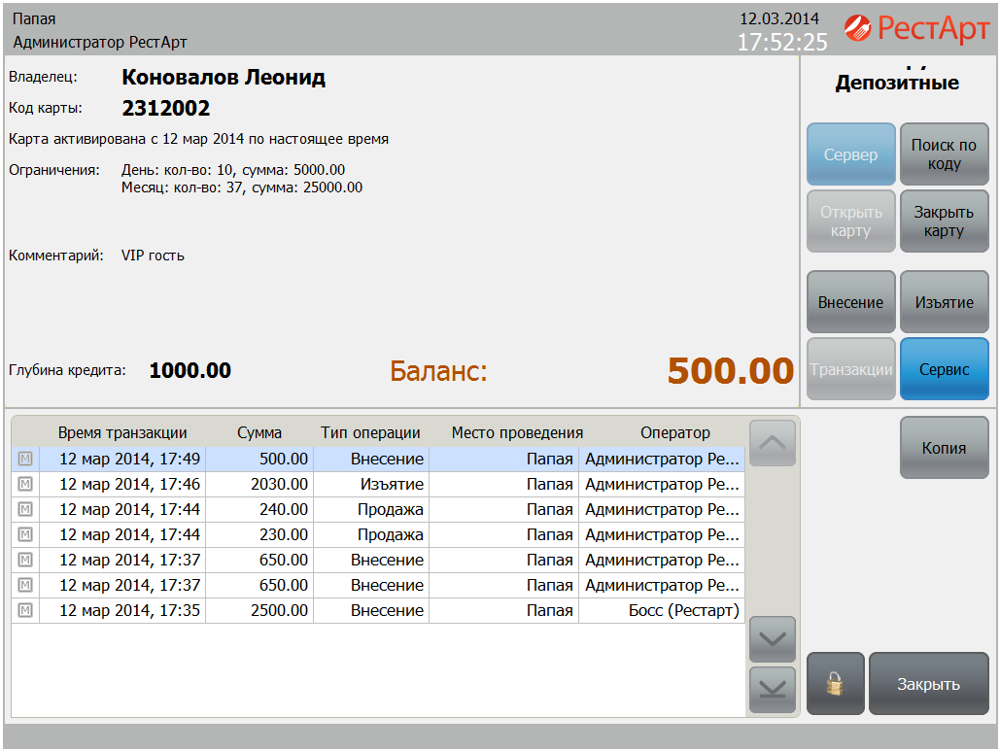 Папая
Администратор РестАрт
12.03.2014
17:52:25
РестАрт
Владелец: Коновалов Леонид
Код карты: 2312002
Карта активирована с 12 мар 2014 по настоящее время
Ограничения: День: кол-во: 10, сумма: 5000.00
Месяц: кол-во: 37, сумма: 25000.00
Комментарий: VIP гость
Глубина кредита: 1000.00 Баланс: 500.00
Депозитные
Сервер
Поиск по
коду
Открыть
карту
Закрыть
карту
Внесение
Изъятие
Транзакции
Сервис
Время транзакции Сумма Тип операции Место проведения Оператор
M 12 мар 2014, 17:49 500.00 Внесение Папая Администратор Ре...
M 12 мар 2014, 17:46 2030.00 Изъятие Папая Администратор Ре...
M 12 мар 2014, 17:44 240.00 Продажа Папая Администратор Ре...
M 12 мар 2014, 17:44 230.00 Продажа Папая Администратор Ре...
M 12 мар 2014, 17:37 650.00 Внесение Папая Администратор Ре...
M 12 мар 2014, 17:37 650.00 Внесение Папая Администратор Ре...
M 12 мар 2014, 17:35 2500.00 Внесение Папая Босс (Рестарт)
Копия
Закрыть